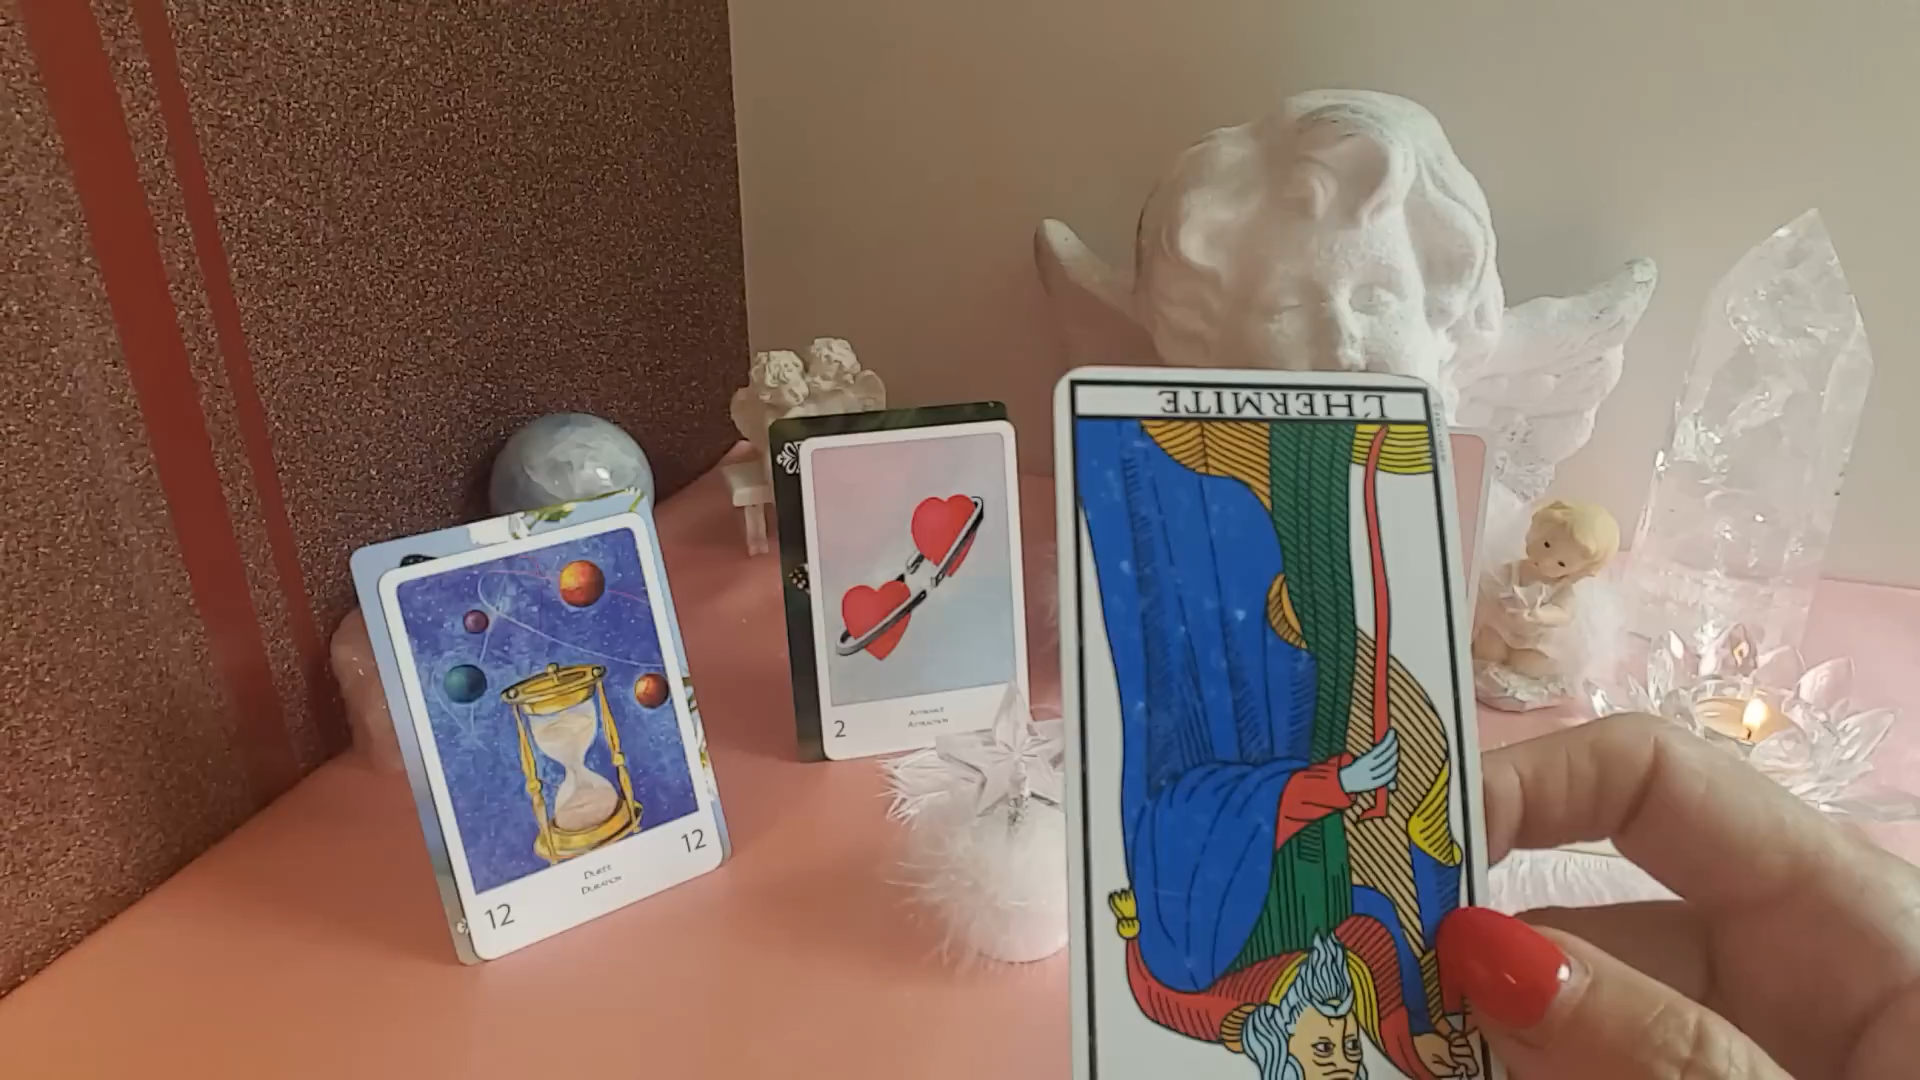 L'HERMITE
DURÉE
DURATION
12
12
ATTIRANCE
ATTRACTION
2